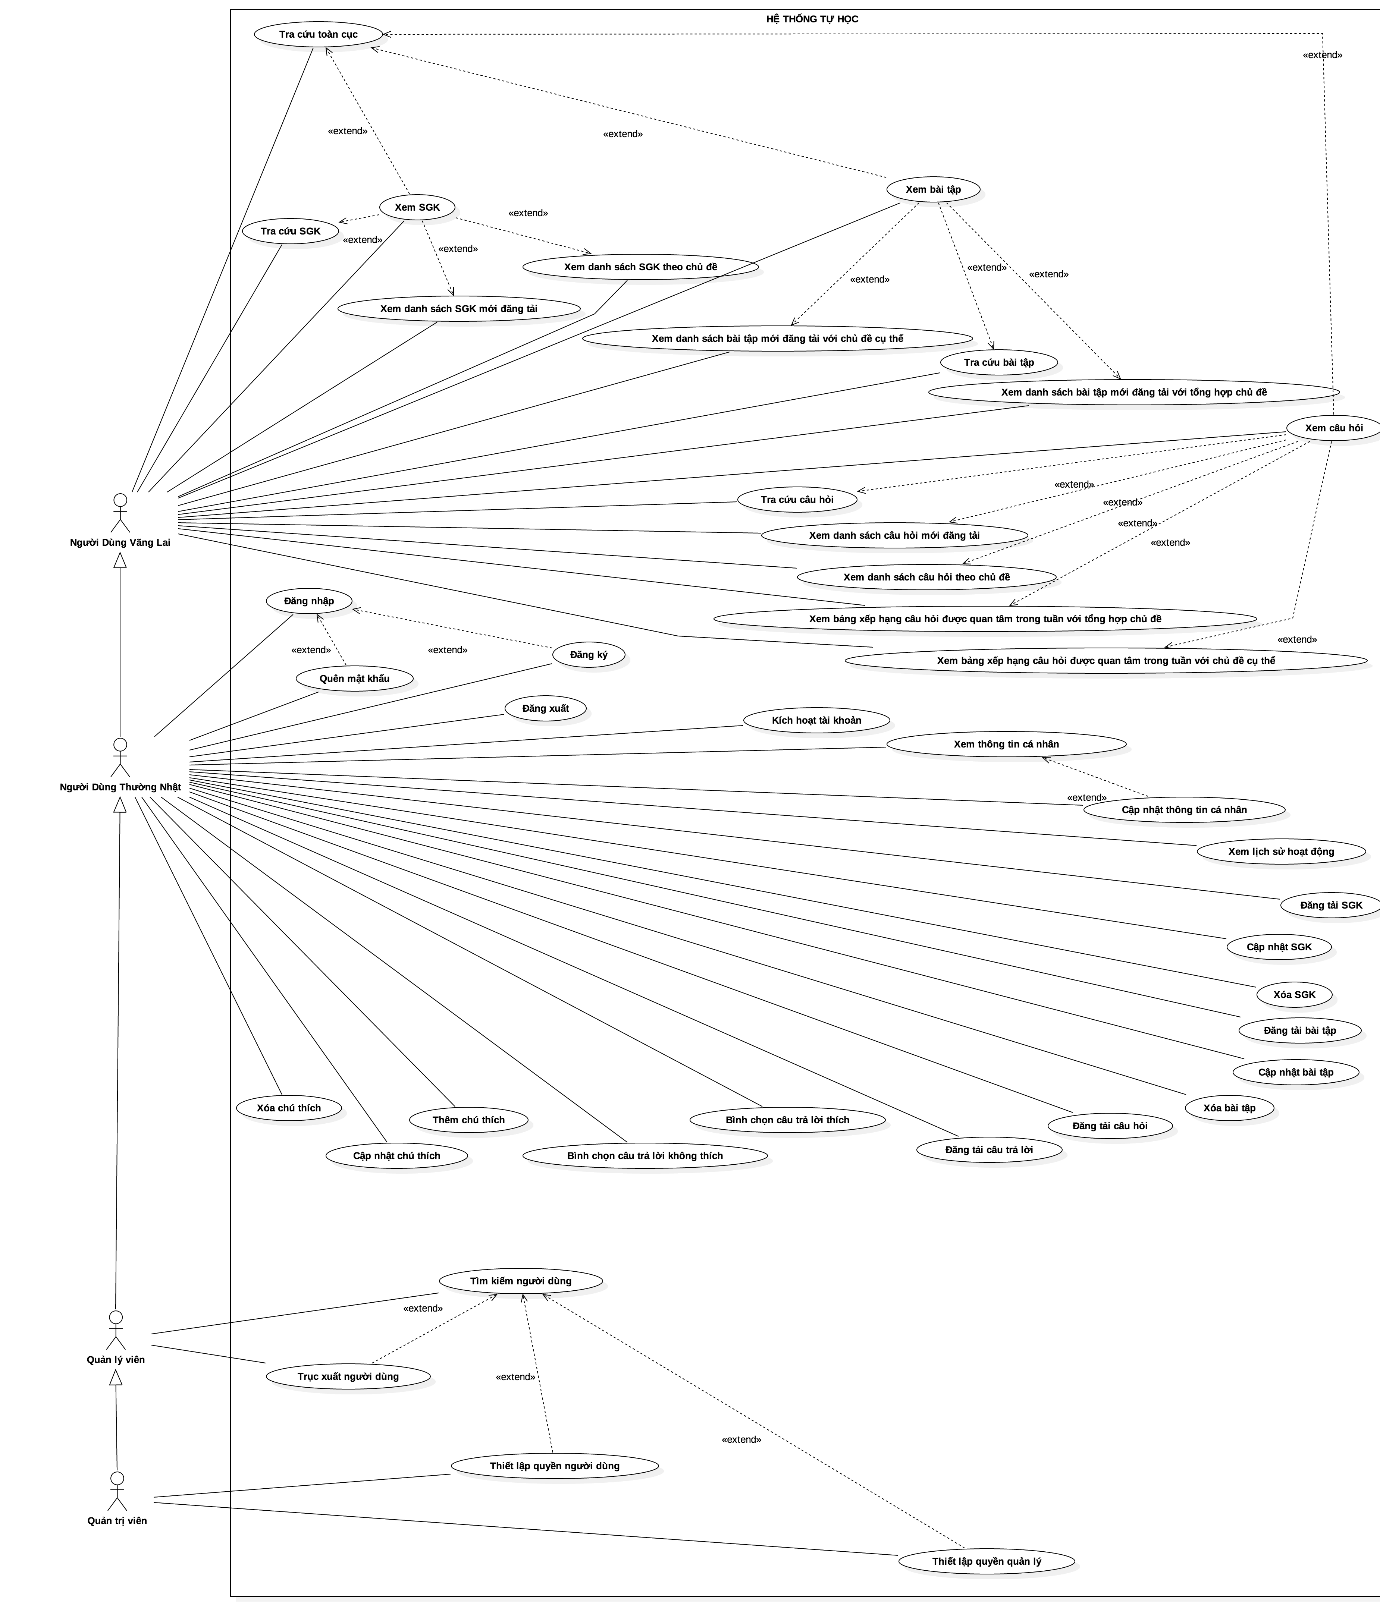 HỆ THỐNG TỰ HỌC
Tra cứu toàn cục
«extend»
«extend»
«extend»
Xem bài tập
Xem SGK
«extend»
Tra cứu SGK
«extend»
«extend»
Xem danh sách SGK theo chủ đề
«extend»
«extend»
«extend»
Xem danh sách SGK mới đăng tải
Xem danh sách bài tập mới đăng tải với chủ đề cụ thể
Tra cứu bài tập
Xem danh sách bài tập mới đăng tải với tổng hợp chủ đề
Xem câu hỏi
«extend»
Tra cứu câu hỏi
«extend»
«extend»
Xem danh sách câu hỏi mới đăng tải
«extend»
Người Dùng Vãng Lai
Xem danh sách câu hỏi theo chủ đề
Đăng nhập
Xem bảng xếp hạng câu hỏi được quan tâm trong tuần với tổng hợp chủ đề
«extend»
«extend»
«extend»
Đăng ký
Xem bảng xếp hạng câu hỏi được quan tâm trong tuần với chủ đề cụ thể
Quên mật khẩu
Đăng xuất
Kích hoạt tài khoản
Xem thông tin cá nhân
Người Dùng Thường Nhật
«extend»
Cập nhật thông tin cá nhân
Xem lịch sử hoạt động
Đăng tải SGK
Cập nhật SGK
Xóa SGK
Đăng tải bài tập
Cập nhật bài tập
Xóa chú thích
Xóa bài tập
Thêm chú thích
Bình chọn câu trả lời thích
Đăng tải câu hỏi
Đăng tải câu trả lời
Cập nhật chú thích
Bình chọn câu trả lời không thích
Tìm kiếm người dùng
«extend»
Quản lý viên
Trục xuất người dùng
«extend»
«extend»
Thiết lập quyền người dùng
Quản trị viên
Thiết lập quyền quản lý